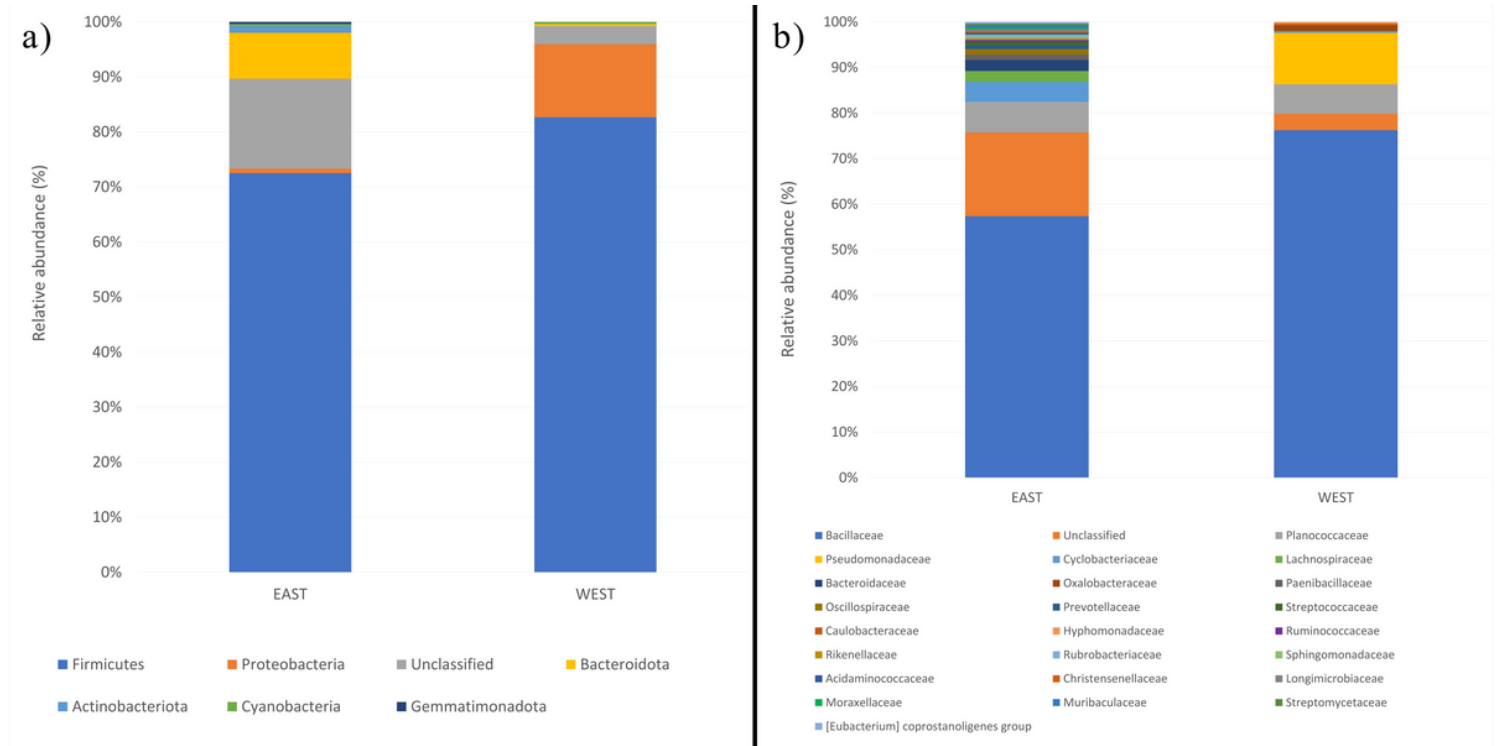 a)
Relative abundance (%)
100%
90%
80%
70%
60%
50%
40%
30%
20%
10%
0%
EAST WEST
Firmicutes Proteobacteria Unclassified Bacteroidota
Actinobacteriota Cyanobacteria Gemmatimonadota
b)
Relative abundance (%)
100%
90%
80%
70%
60%
50%
40%
30%
20%
10%
0%
EAST WEST
Bacillaceae Unclassified Planococcaceae
Pseudomonadaceae Cyclobacteriaceae Lachnospiraceae
Bacteroidaceae Oxalobacteraceae Paenibacillaceae
Oscillospiraceae Prevotellaceae Streptococcaceae
Caulobacteraceae Hyphomonadaceae Ruminococcaceae
Rikenellaceae Rubrobacteriaceae Sphingomonadaceae
Acidaminococcaceae Christensenellaceae Longimicrobiaceae
Moraxellaceae Muribaculaceae Streptomycetaceae
[Eubacterium] coprostanoligenes group